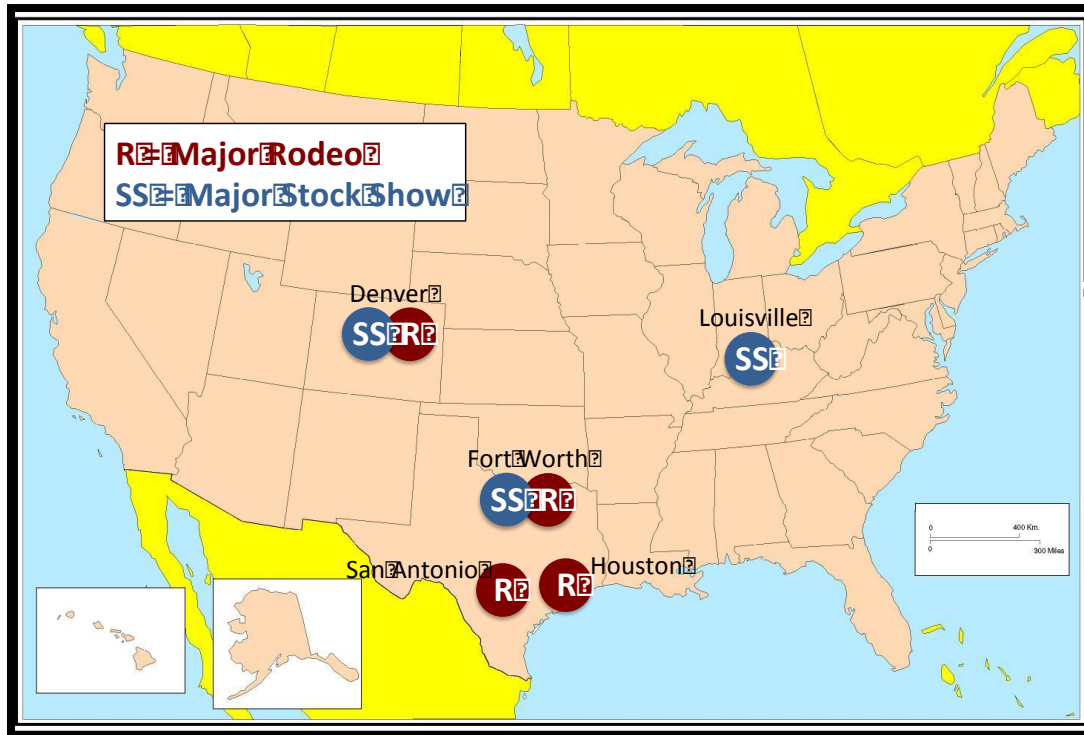 R⍰=⍰Major⍰Rodeo⍰
SS⍰=⍰Major⍰Stock⍰Show⍰
Denver⍰
SS⍰R⍰
Louisville⍰
SS⍰
Fort⍰Worth⍰
SS⍰R⍰
San⍰Antonio⍰
R⍰
R⍰
Houston⍰
0 400 Km.
0 300 Miles